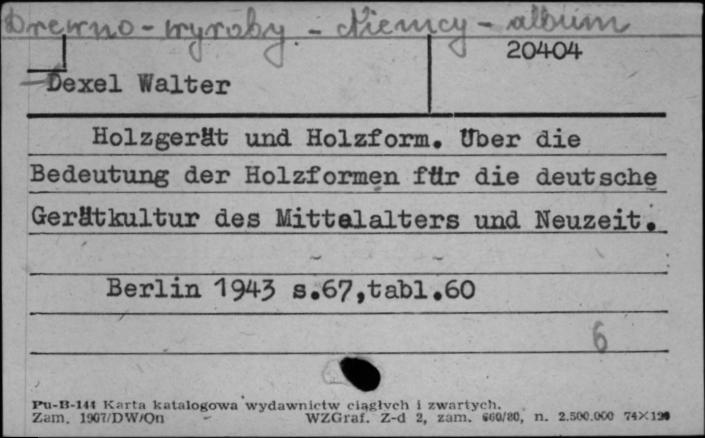 Drewno - wyroby - Niemcy - album
20404
Dexel Walter
Holzgerät und Holzform. Über die
Bedeutung der Holzformen für die deutsche
Gerätkultur des Mittelalters und Neuzeit.
Berlin 1943 s.67,tabl.60
6
Pu-B-144 Karta katalogowa wydawnictw ciągłych i zwartych.
Zam. 1907/DW/On WZGraf. Z-d 2, zam. 660/80, n. 2.500.000 74×120